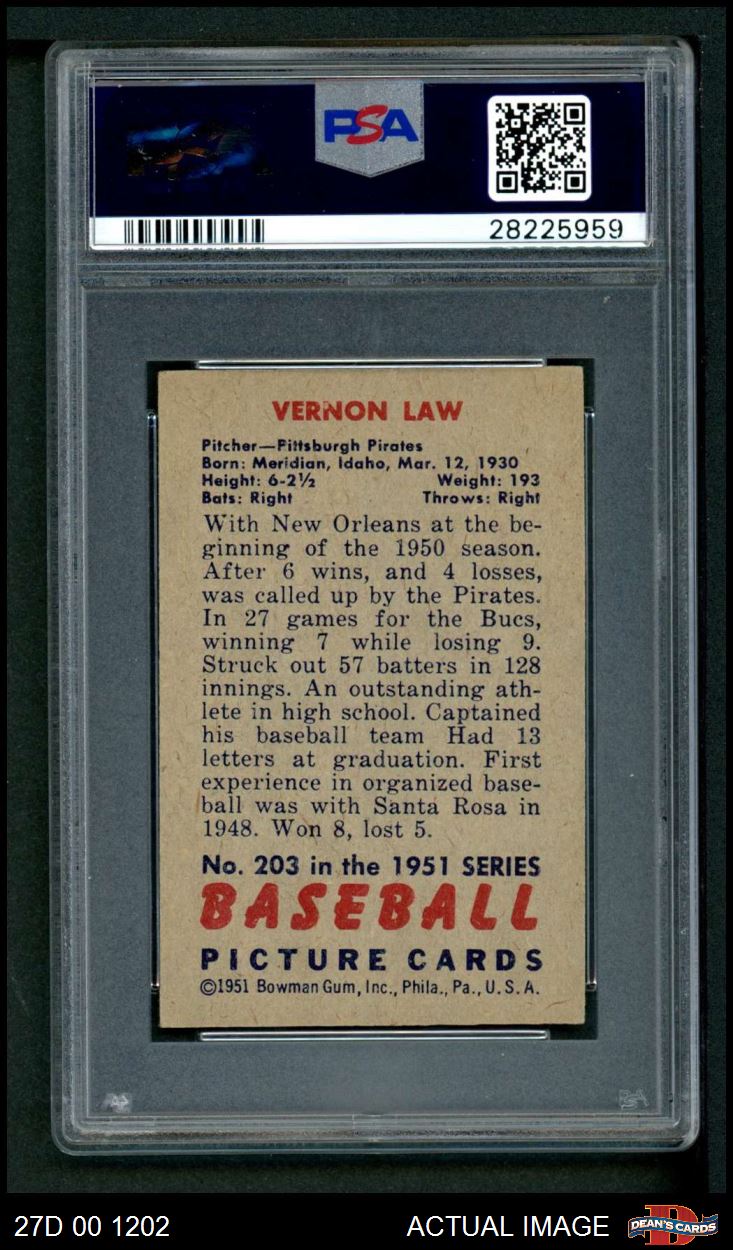 PSA
28225959
VERNON LAW
Pitcher—Pittsburgh Pirates
Born: Meridian, Idaho, Mar. 12, 1930
Height: 6-2½ Weight: 193
Bats: Right Throws: Right
With New Orleans at the be-
ginning of the 1950 season.
After 6 wins, and 4 losses,
was called up by the Pirates.
In 27 games for the Bucs,
winning 7 while losing 9.
Struck out 57 batters in 128
innings. An outstanding ath-
lete in high school. Captained
his baseball team Had 13
letters at graduation. First
experience in organized base-
ball was with Santa Rosa in
1948. Won 8, lost 5.
No. 203 in the 1951 SERIES
BASEBALL
PICTURE CARDS
©1951 Bowman Gum, Inc., Phila., Pa., U. S. A.
PSA
27D 00 1202 ACTUAL IMAGE DEAN'S CARDS